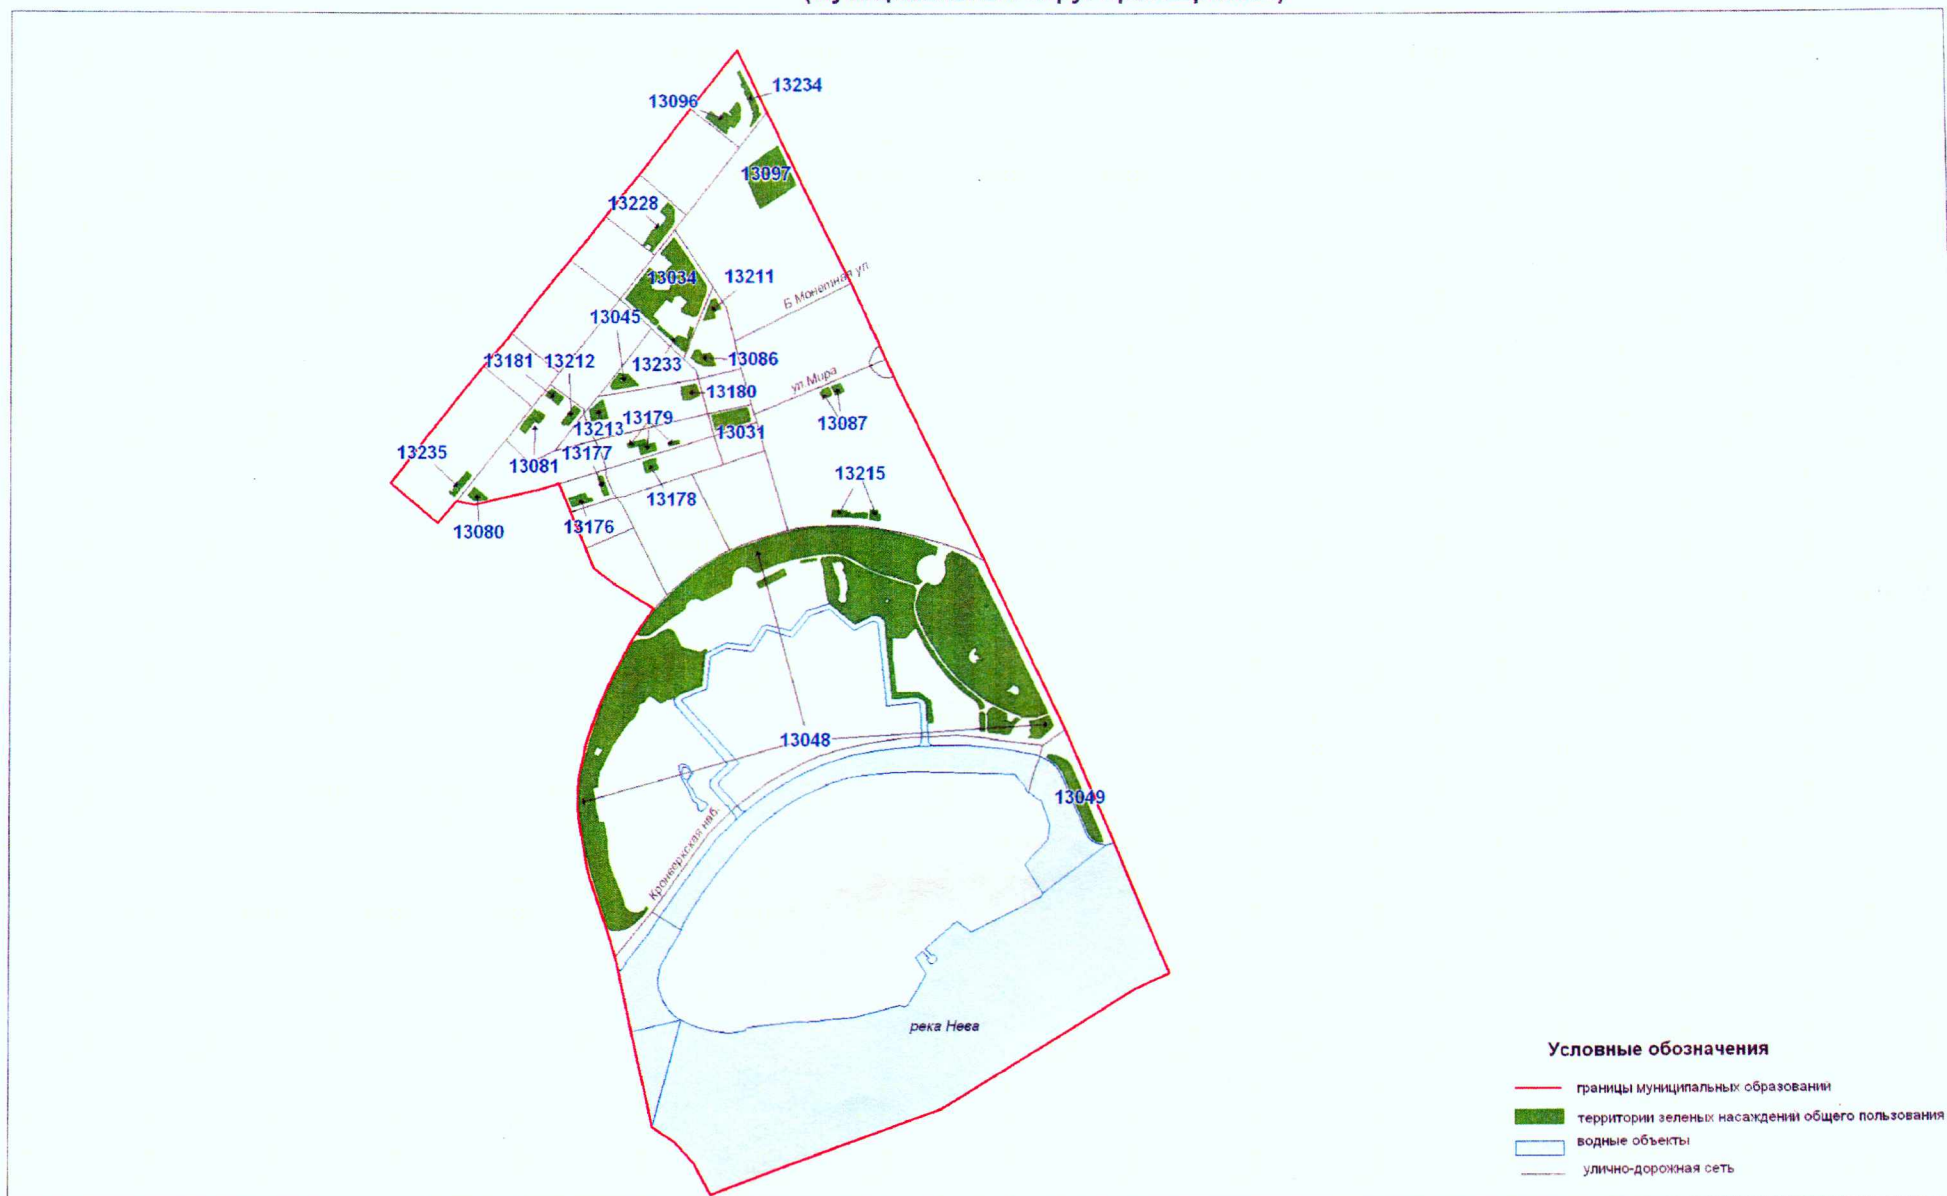 13234
13096
13097
13228
13034
13211
Б Монетная ул
13045
13181
13212
13233
13086
ул Мира
13180
13213
13179
13031
13087
13235
13081
13177
13215
13178
13080
13176
13048
13049
Кронверкская наб.
река Нева
Условные обозначения
границы муниципальных образований
территории зеленых насаждений общего пользования
водные объекты
улично-дорожная сеть